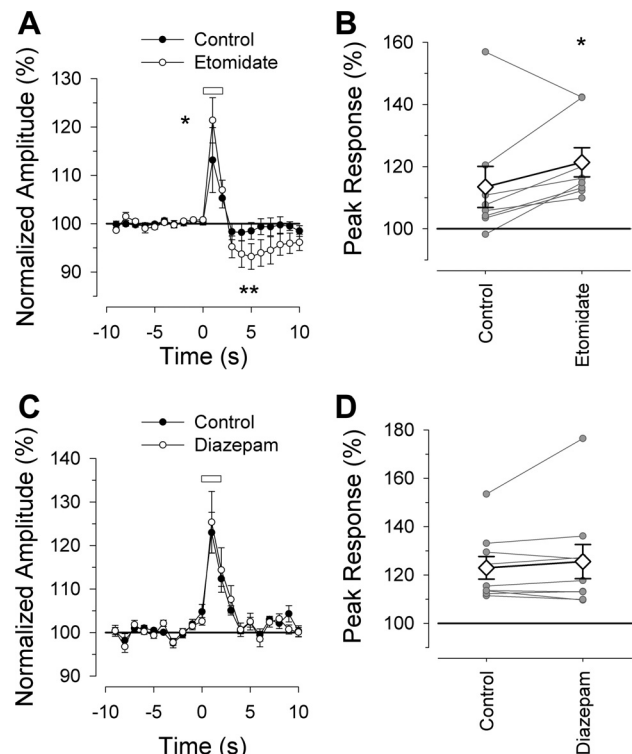 A
Control
Etomidate
Normalized Amplitude (%)
130
120
110
100
90
*
**
-10 -5 0 5 10
Time (s)
B
Peak Response (%)
160
140
120
100
*
Control
Etomidate
C
Control
Diazepam
Normalized Amplitude (%)
140
130
120
110
100
90
-10 -5 0 5 10
Time (s)
D
Peak Response (%)
180
160
140
120
100
Control
Diazepam